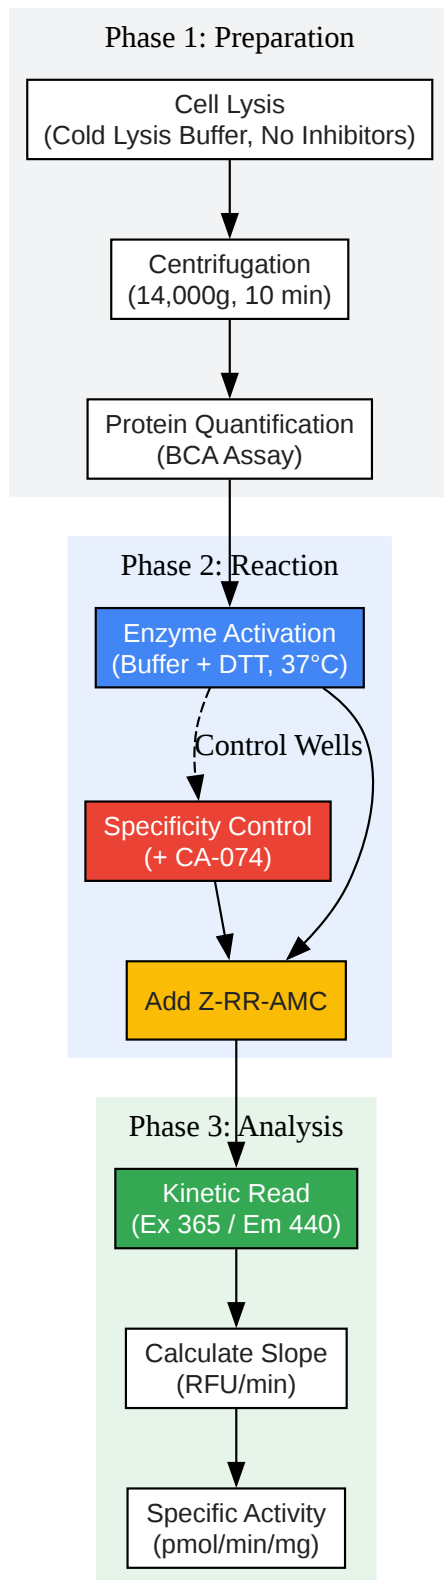 Phase 1: Preparation
Cell Lysis
(Cold Lysis Buffer, No Inhibitors)
Centrifugation
(14,000g, 10 min)
Protein Quantification
(BCA Assay)
Phase 2: Reaction
Enzyme Activation
(Buffer + DTT, 37°C)
Control Wells
Specificity Control
(+ CA-074)
Add Z-RR-AMC
Phase 3: Analysis
Kinetic Read
(Ex 365 / Em 440)
Calculate Slope
(RFU/min)
Specific Activity
(pmol/min/mg)